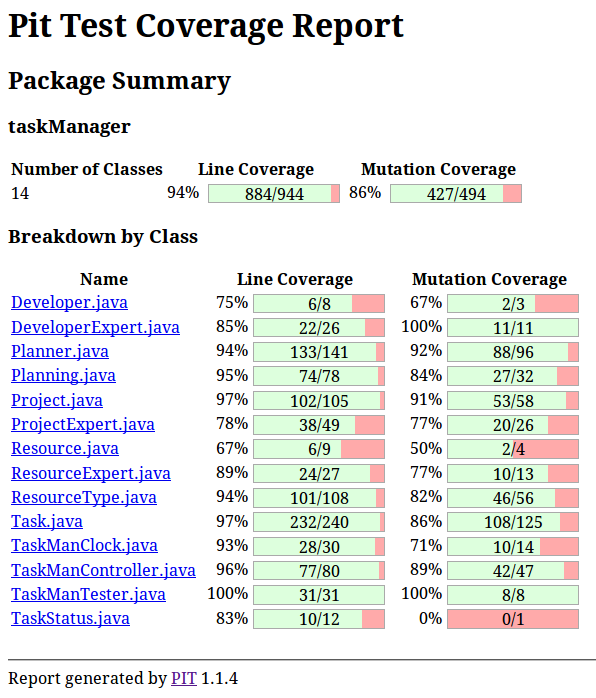 Pit Test Coverage Report
Package Summary
taskManager
Number of Classes Line Coverage Mutation Coverage
14 94% 884/944 86% 427/494
Breakdown by Class
Name Line Coverage Mutation Coverage
Developer.java 75% 6/8 67% 2/3
DeveloperExpert.java 85% 22/26 100% 11/11
Planner.java 94% 133/141 92% 88/96
Planning.java 95% 74/78 84% 27/32
Project.java 97% 102/105 91% 53/58
ProjectExpert.java 78% 38/49 77% 20/26
Resource.java 67% 6/9 50% 2/4
ResourceExpert.java 89% 24/27 77% 10/13
ResourceType.java 94% 101/108 82% 46/56
Task.java 97% 232/240 86% 108/125
TaskManClock.java 93% 28/30 71% 10/14
TaskManController.java 96% 77/80 89% 42/47
TaskManTester.java 100% 31/31 100% 8/8
TaskStatus.java 83% 10/12 0% 0/1
Report generated by PIT 1.1.4